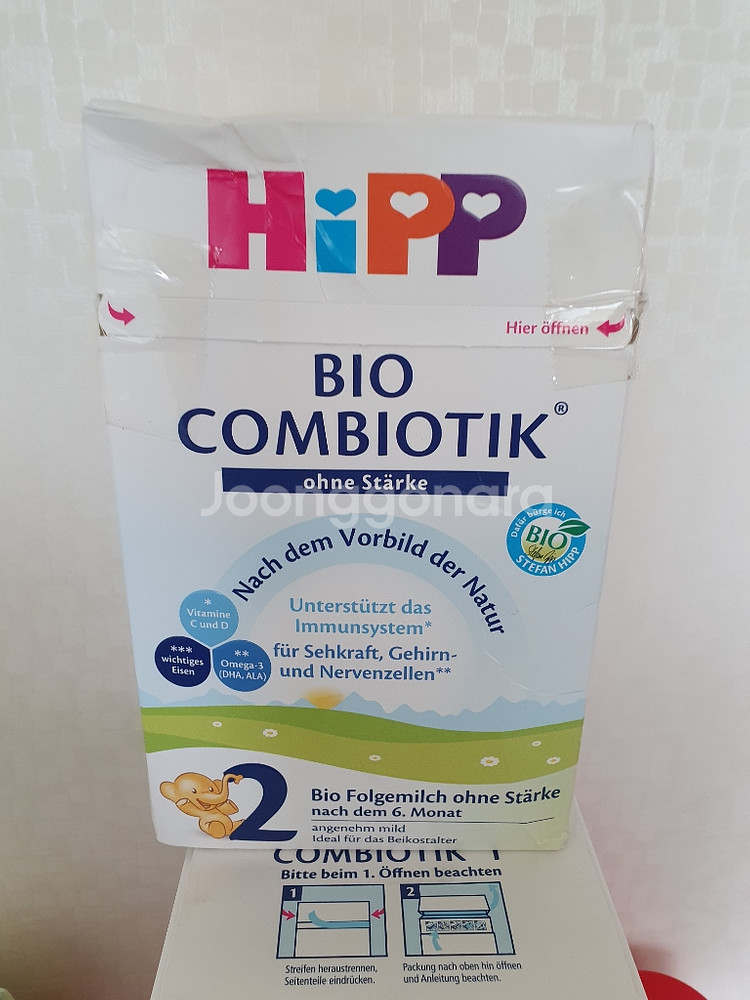 HiPP
Hier öffnen
BIO
COMBIOTIK®
ohne Stärke
Joonggonara
Dafür bürge ich
BIO
STEFAN HIPP
Nach dem Vorbild der Natur
*
Vitamine
C und D
***
wichtiges
Eisen
**
Omega-3
(DHA, ALA)
Unterstützt das
Immunsystem*
für Sehkraft, Gehirn-
und Nervenzellen**
2
Bio Folgemilch ohne Stärke
nach dem 6. Monat
angenehm mild
Ideal für das Beikostalter
COMBIOTIK 1
Bitte beim 1. Öffnen beachten
1
2
Streifen heraustrennen,
Seitenteile eindrücken.
Packung nach oben hin öffnen
und Anleitung beachten.